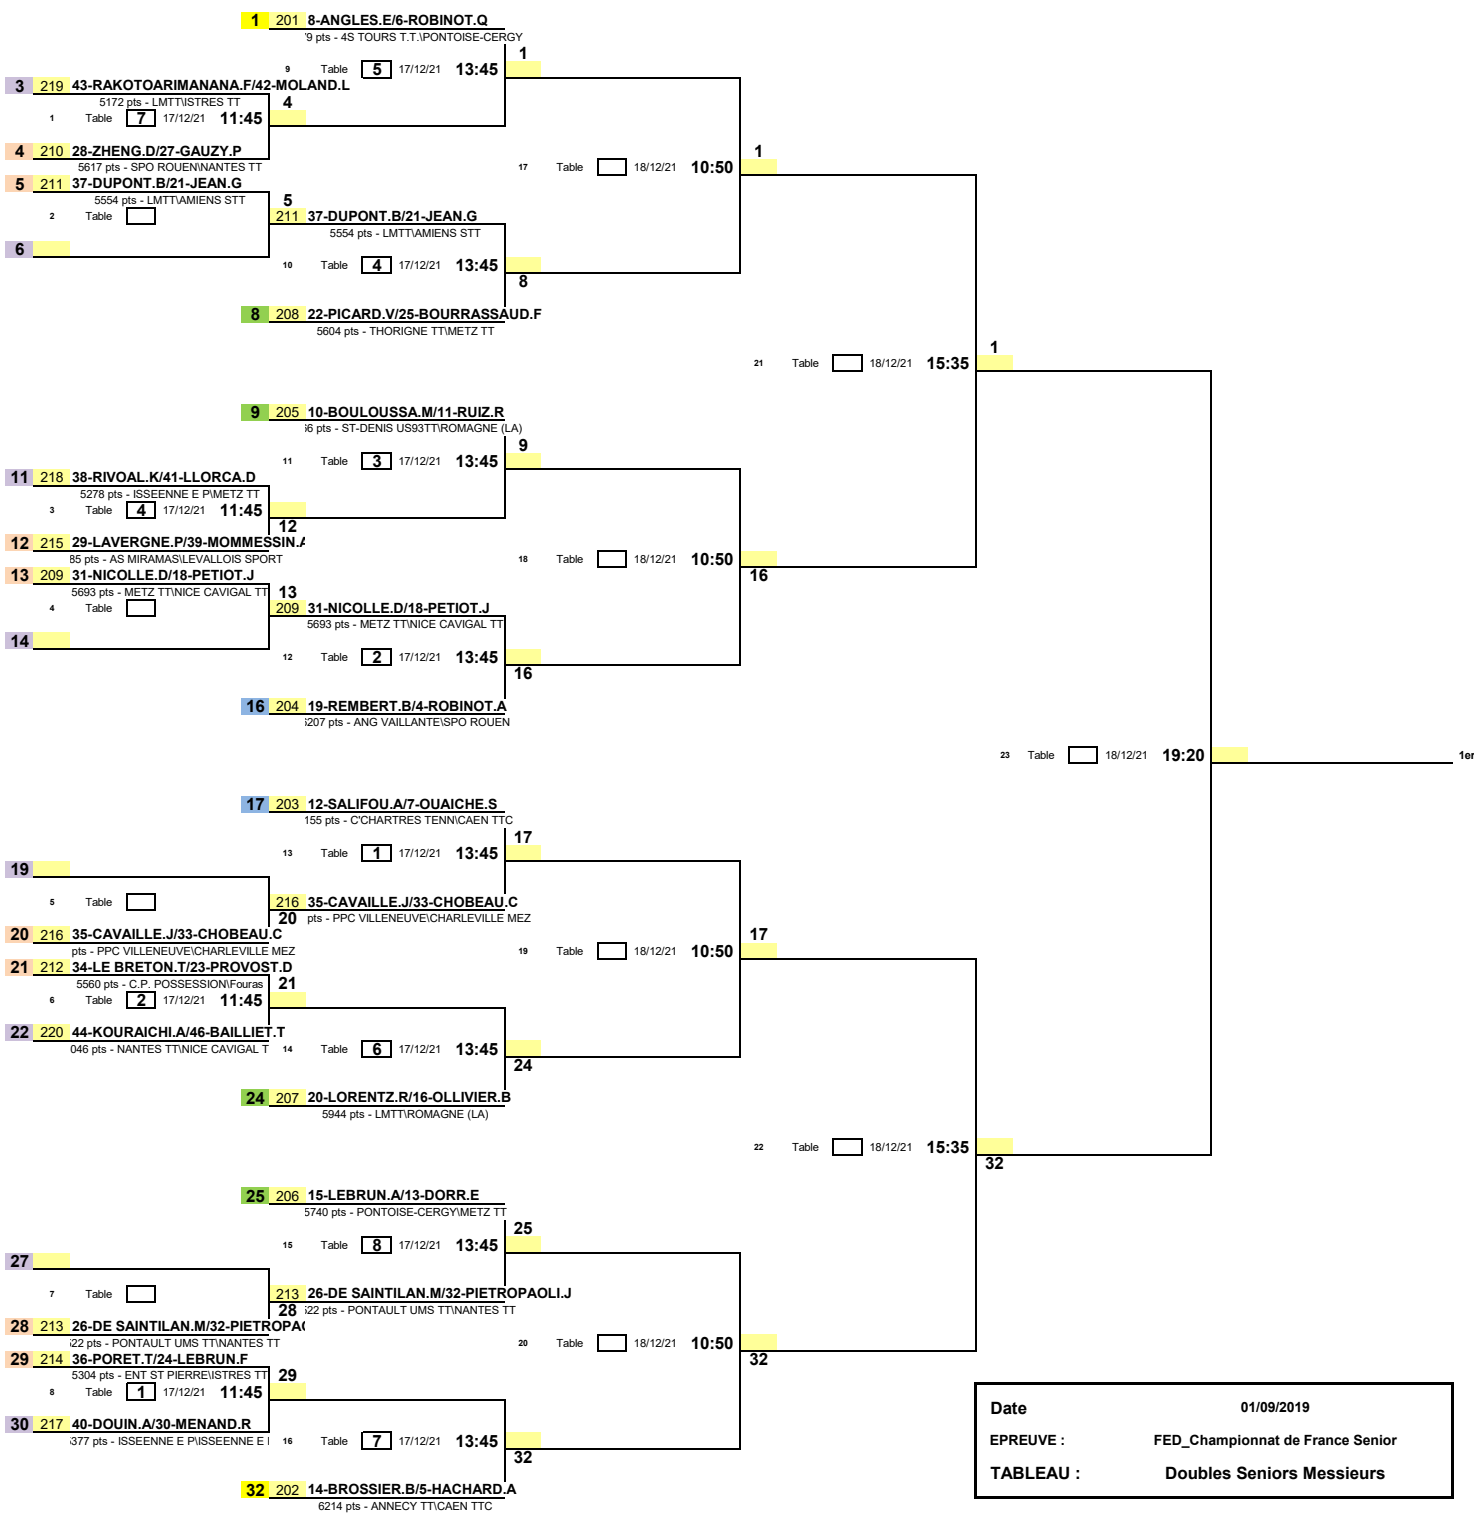 1 201 8-ANGLES.E/6-ROBINOT.Q
'9 pts - 4S TOURS T.T.\PONTOISE-CERGY
1
9 Table 5 17/12/21 13:45
3 219 43-RAKOTOARIMANANA.F/42-MOLAND.L
5172 pts - LMTT\ISTRES TT
4
1 Table 7 17/12/21 11:45
4 210 28-ZHENG.D/27-GAUZY.P
5617 pts - SPO ROUEN\NANTES TT
1
17 Table 18/12/21 10:50
5 211 37-DUPONT.B/21-JEAN.G
5554 pts - LMTT\AMIENS STT
5
2 Table
211 37-DUPONT.B/21-JEAN.G
5554 pts - LMTT\AMIENS STT
6
10 Table 4 17/12/21 13:45
8
8 208 22-PICARD.V/25-BOURRASSAUD.F
5604 pts - THORIGNE TT\METZ TT
1
21 Table 18/12/21 15:35
9 205 10-BOULOUSSA.M/11-RUIZ.R
i6 pts - ST-DENIS US93TT\ROMAGNE (LA)
9
11 Table 3 17/12/21 13:45
11 218 38-RIVOAL.K/41-LLORCA.D
5278 pts - ISSEENNE E P\METZ TT
3 Table 4 17/12/21 11:45
12
12 215 29-LAVERGNE.P/39-MOMMESSIN.A
85 pts - AS MIRAMAS\LEVALLOIS SPORT
18 Table 18/12/21 10:50
16
13 209 31-NICOLLE.D/18-PETIOT.J
5693 pts - METZ TT\NICE CAVIGAL TT
13
4 Table
209 31-NICOLLE.D/18-PETIOT.J
5693 pts - METZ TT\NICE CAVIGAL TT
14
12 Table 2 17/12/21 13:45
16
16 204 19-REMBERT.B/4-ROBINOT.A
6207 pts - ANG VAILLANTE\SPO ROUEN
23 Table 18/12/21 19:20
1er
17 203 12-SALIFOU.A/7-OUAICHE.S
155 pts - C'CHARTRES TENN\CAEN TTC
17
13 Table 1 17/12/21 13:45
19
5 Table
216 35-CAVAILLE.J/33-CHOBEAU.C
20 pts - PPC VILLENEUVE\CHARLEVILLE MEZ
20 216 35-CAVAILLE.J/33-CHOBEAU.C
pts - PPC VILLENEUVE\CHARLEVILLE MEZ
17
19 Table 18/12/21 10:50
21 212 34-LE BRETON.T/23-PROVOST.D
5560 pts - C.P. POSSESSION\Fouras
21
6 Table 2 17/12/21 11:45
22 220 44-KOURAICHI.A/46-BAILLIET.T
046 pts - NANTES TT\NICE CAVIGAL T
14 Table 6 17/12/21 13:45
24
24 207 20-LORENTZ.R/16-OLLIVIER.B
5944 pts - LMTT\ROMAGNE (LA)
22 Table 18/12/21 15:35
32
25 206 15-LEBRUN.A/13-DORR.E
5740 pts - PONTOISE-CERGY\METZ TT
25
15 Table 8 17/12/21 13:45
27
7 Table
213 26-DE SAINTILAN.M/32-PIETROPAOLI.J
28 522 pts - PONTAULT UMS TT\NANTES TT
28 213 26-DE SAINTILAN.M/32-PIETROPAO
i22 pts - PONTAULT UMS TT\NANTES TT
20 Table 18/12/21 10:50
32
29 214 36-PORET.T/24-LEBRUN.F
5304 pts - ENT ST PIERRE\ISTRES TT
29
8 Table 1 17/12/21 11:45
30 217 40-DOUIN.A/30-MENAND.R
5377 pts - ISSEENNE E P\ISSEENNE E I
16 Table 7 17/12/21 13:45
32
32 202 14-BROSSIER.B/5-HACHARD.A
6214 pts - ANNECY TT\CAEN TTC
Date 01/09/2019
EPREUVE : FED_Championnat de France Senior
TABLEAU : Doubles Seniors Messieurs